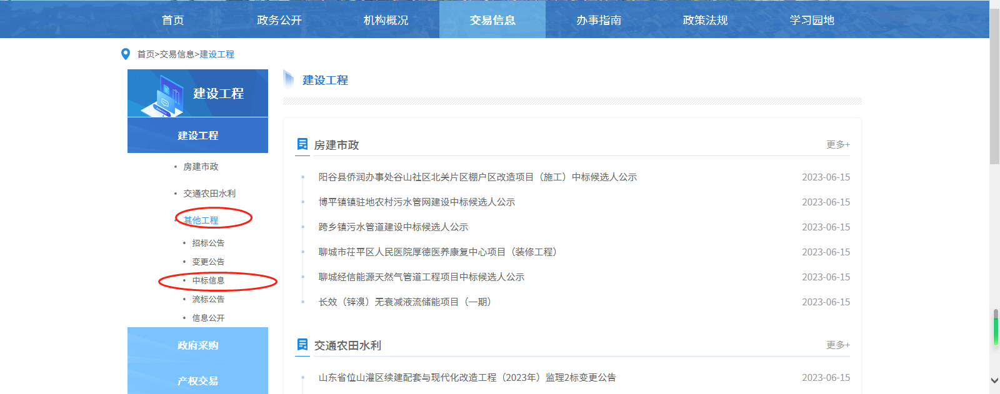 首页 政务公开 机构概况 交易信息 办事指南 政策法规 学习园地
首页>交易信息>建设工程
建设工程
建设工程
房建市政
交通农田水利
其他工程
招标公告
变更公告
中标信息
流标公告
信息公开
政府采购
产权交易
建设工程
房建市政 更多+
阳谷县侨润办事处谷山社区北关片区棚户区改造项目（施工）中标候选人公示 2023-06-15
博平镇镇驻地农村污水管网建设中标候选人公示 2023-06-15
跨乡镇污水管道建设中标候选人公示 2023-06-15
聊城市茌平区人民医院厚德医养康复中心项目（装修工程） 2023-06-15
聊城经信能源天然气管道工程项目中标候选人公示 2023-06-15
长效（锌溴）无衰减液流储能项目（一期） 2023-06-15
交通农田水利 更多+
山东省位山灌区续建配套与现代化改造工程（2023年）监理2标变更公告 2023-06-15